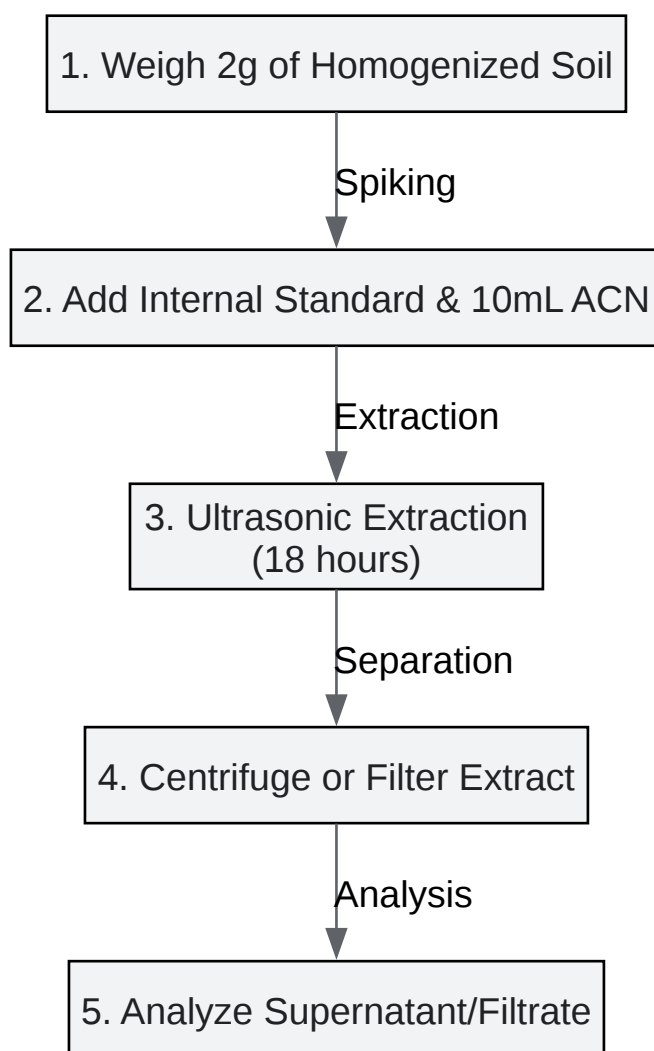 1. Weigh 2g of Homogenized Soil
Spiking
2. Add Internal Standard & 10mL ACN
Extraction
3. Ultrasonic Extraction
(18 hours)
Separation
4. Centrifuge or Filter Extract
Analysis
5. Analyze Supernatant/Filtrate